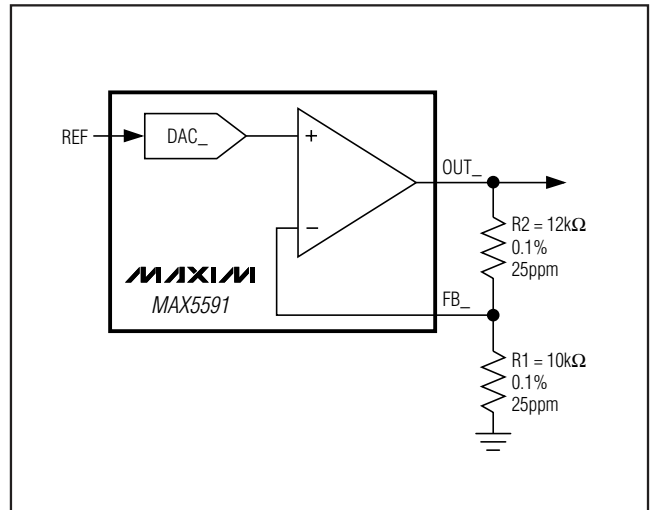 REF
DAC_
+
−
OUT_
R2 = 12kΩ
0.1%
25ppm
MAXIM
MAX5591
FB_
R1 = 10kΩ
0.1%
25ppm